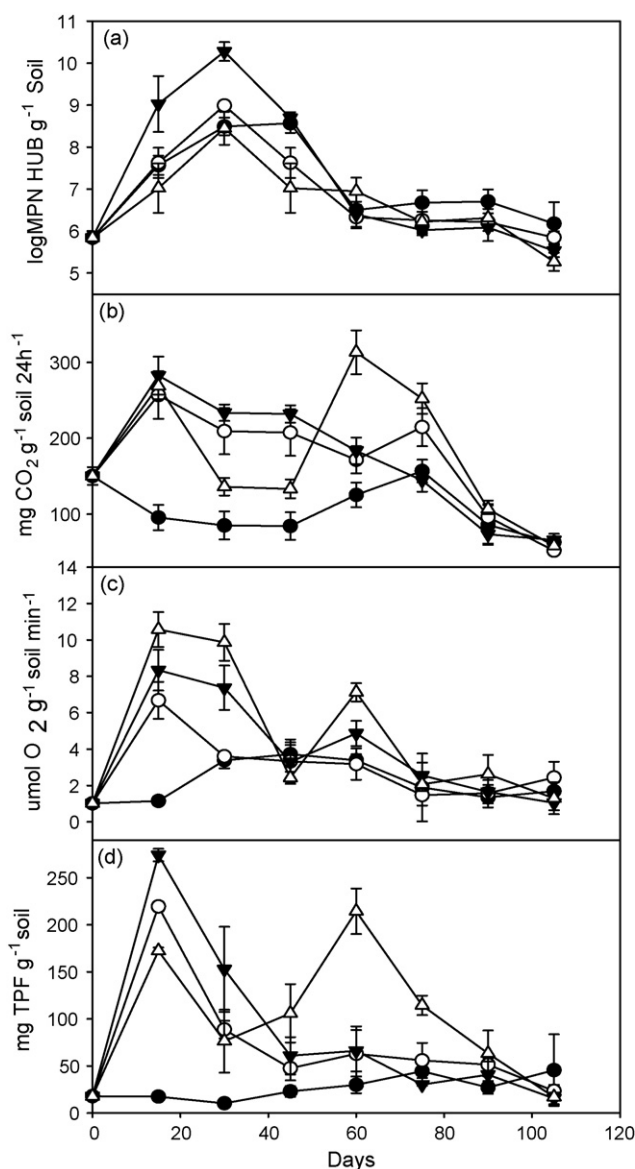 (a)
11
10
9
8
7
6
5
logMPN HUB g⁻¹ Soil
(b)
300
200
100
mg CO₂ g⁻¹ soil 24h⁻¹
(c)
14
12
10
8
6
4
2
0
umol O 2 g⁻¹ soil min⁻¹
(d)
250
200
150
100
50
0
mg TPF g⁻¹ soil
0 20 40 60 80 100 120
Days